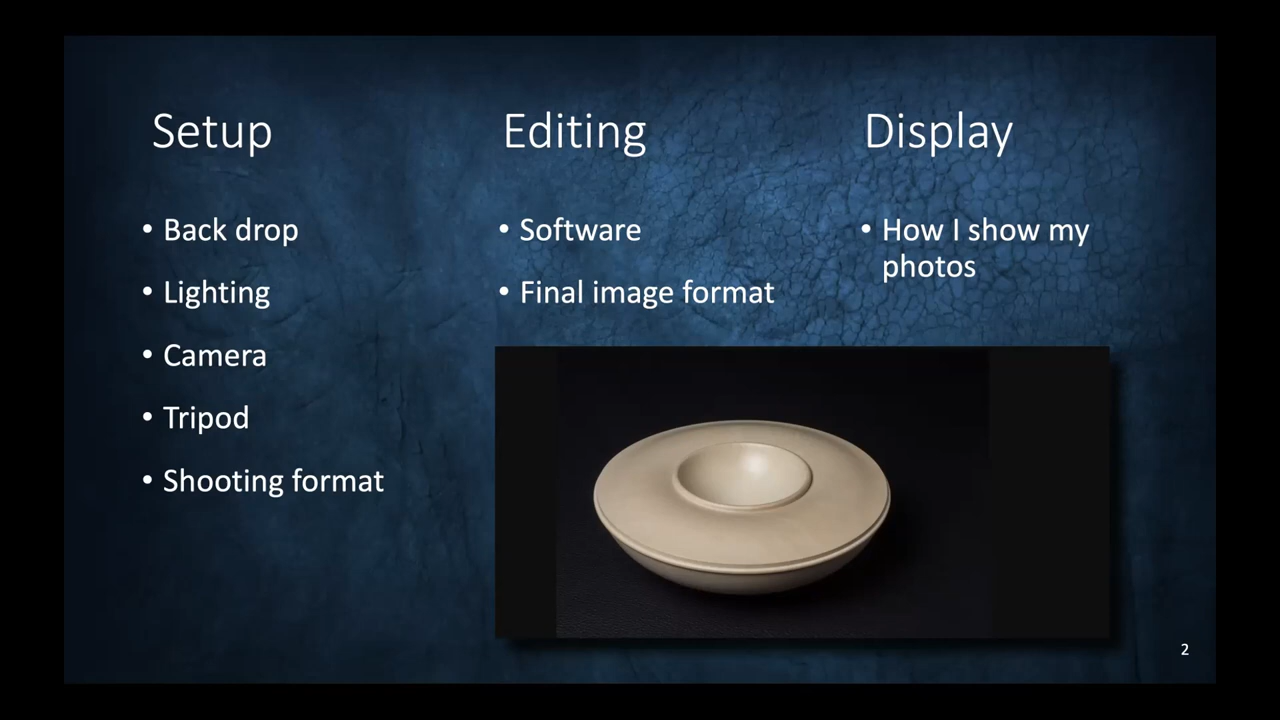 Setup
Back drop
Lighting
Camera
Tripod
Shooting format
Editing
Software
Final image format
Display
How I show my
photos
2